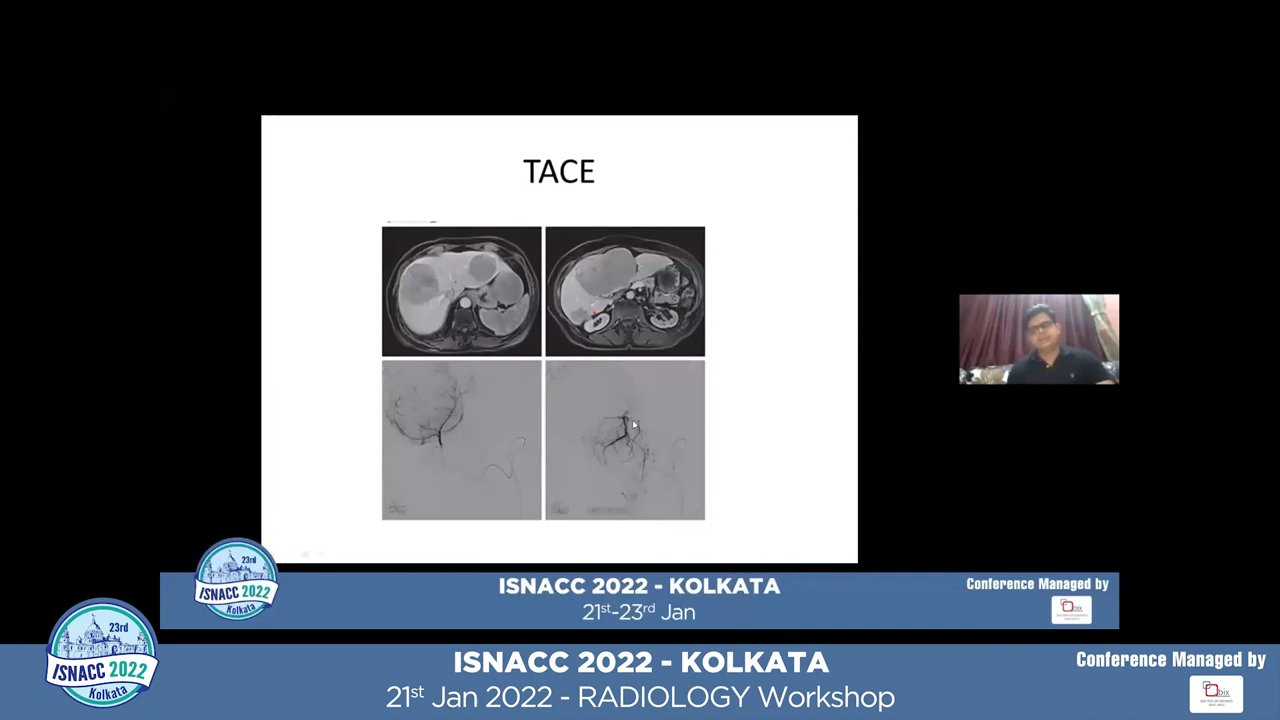 TACE
23rd
ISNACC 2022
Kolkata
ISNACC 2022 - KOLKATA
21st-23rd Jan
Conference Managed by
23rd
ISNACC 2022
Kolkata
ISNACC 2022 - KOLKATA
21st Jan 2022 - RADIOLOGY Workshop
Conference Managed by